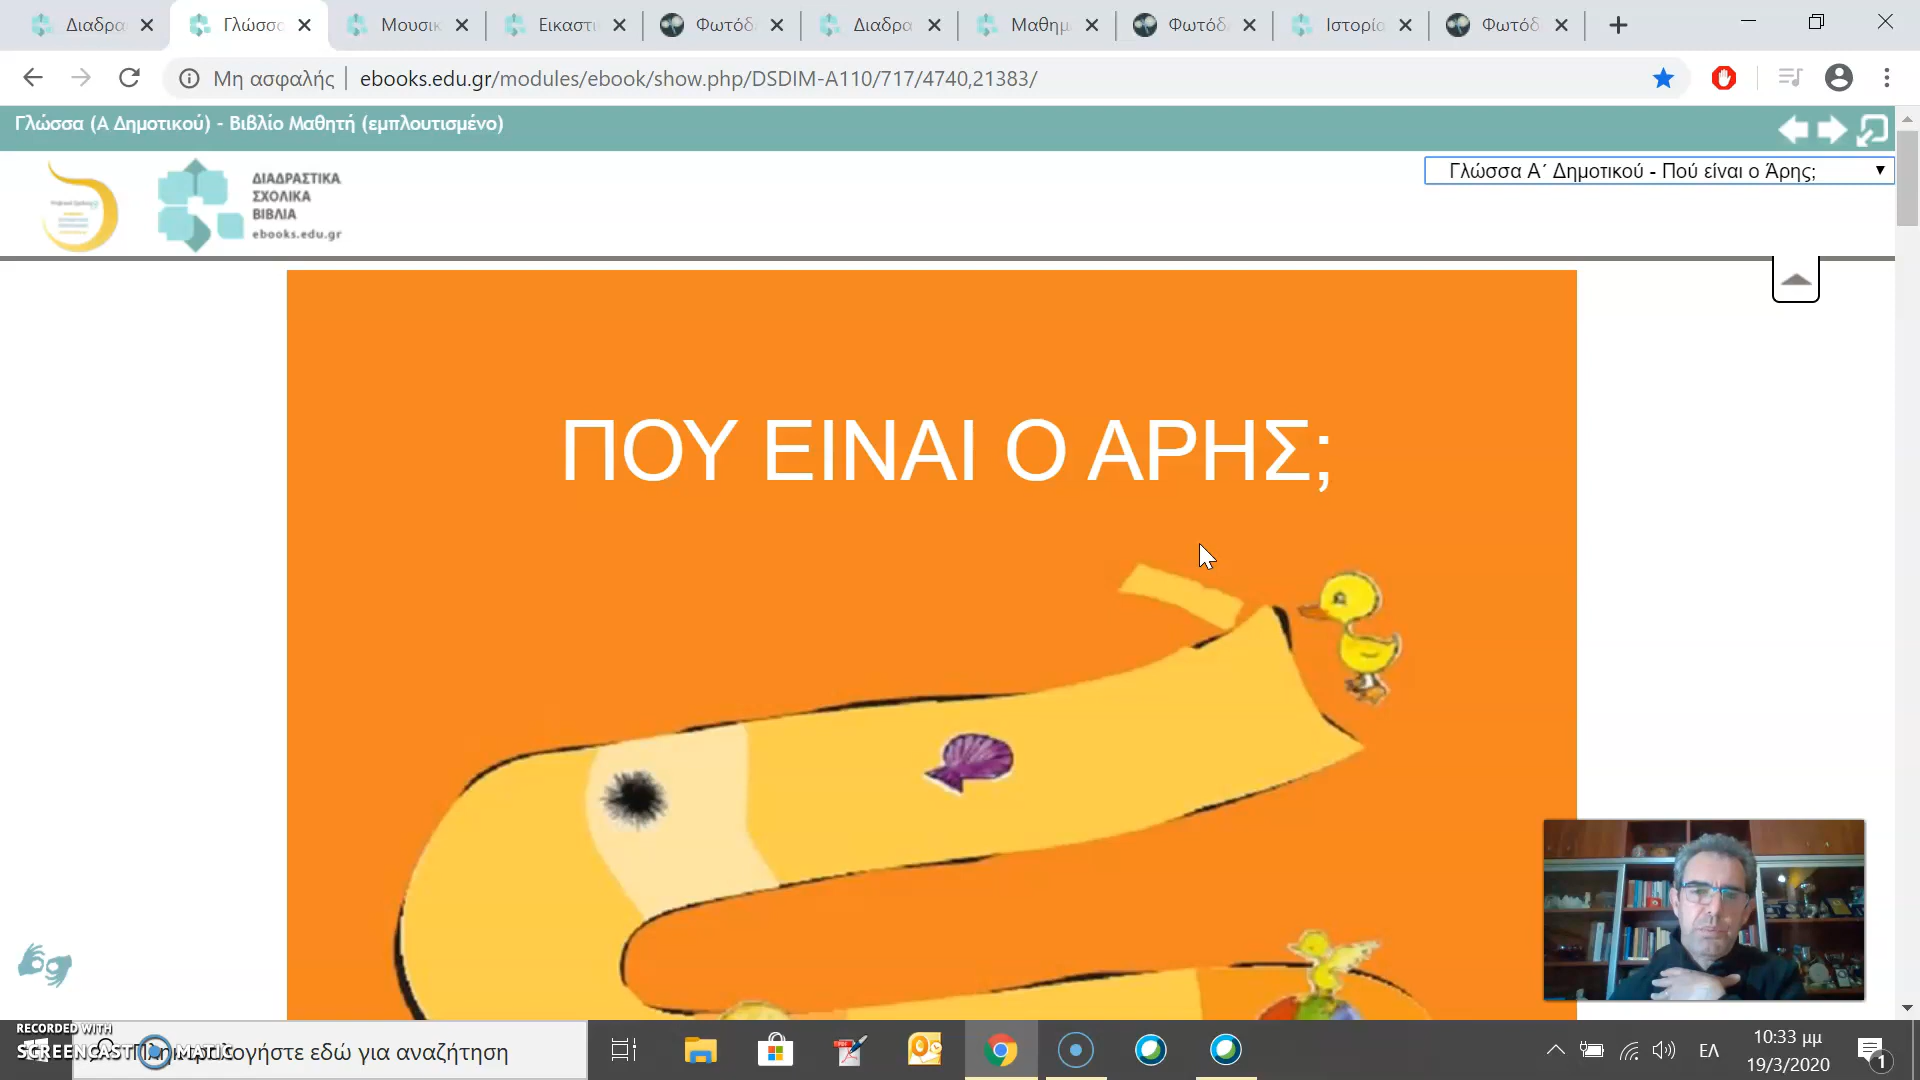 Διαδρα
Γλώσσα
Μουσικ
Εικαστι
Φωτόδ
Διαδρα
Μαθημ
Φωτόδ
Ιστορία
Φωτόδ
Μη ασφαλής
ebooks.edu.gr/modules/ebook/show.php/DSDIM-A110/717/4740,21383/
Γλώσσα (Α Δημοτικού) - Βιβλίο Μαθητή (εμπλουτισμένο)
ΔΙΑΔΡΑΣΤΙΚΑ
ΣΧΟΛΙΚΑ
ΒΙΒΛΙΑ
ebooks.edu.gr
Γλώσσα Α΄ Δημοτικού - Πού είναι ο Άρης;
ΠΟΥ ΕΙΝΑΙ Ο ΑΡΗΣ;
RECORDED WITH
SCREENCAST MATIC
γήστε εδώ για αναζήτηση
ΕΛ
10:33 μμ
19/3/2020
1